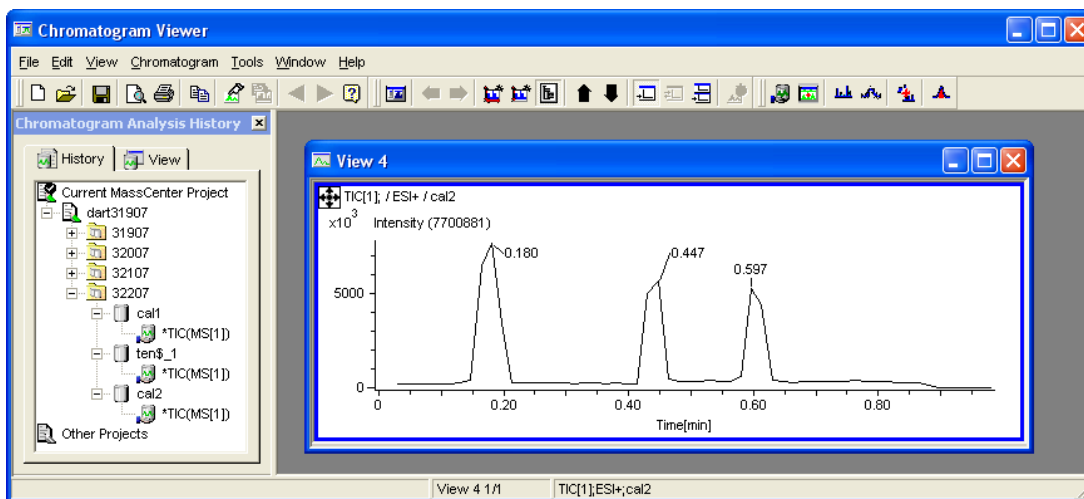 Chromatogram Viewer
File Edit View Chromatogram Tools Window Help
Chromatogram Analysis History
History View
Current MassCenter Project
dart31907
31907
32007
32107
32207
cal1
*TIC(MS[1])
ten$_1
*TIC(MS[1])
cal2
*TIC(MS[1])
Other Projects
View 4
TIC[1]; / ESI+ / cal2
x10³ Intensity (7700881)
0.180
0.447
0.597
5000
0
0 0.20 0.40 0.60 0.80
Time[min]
View 4 1/1 TIC[1];ESI+;cal2